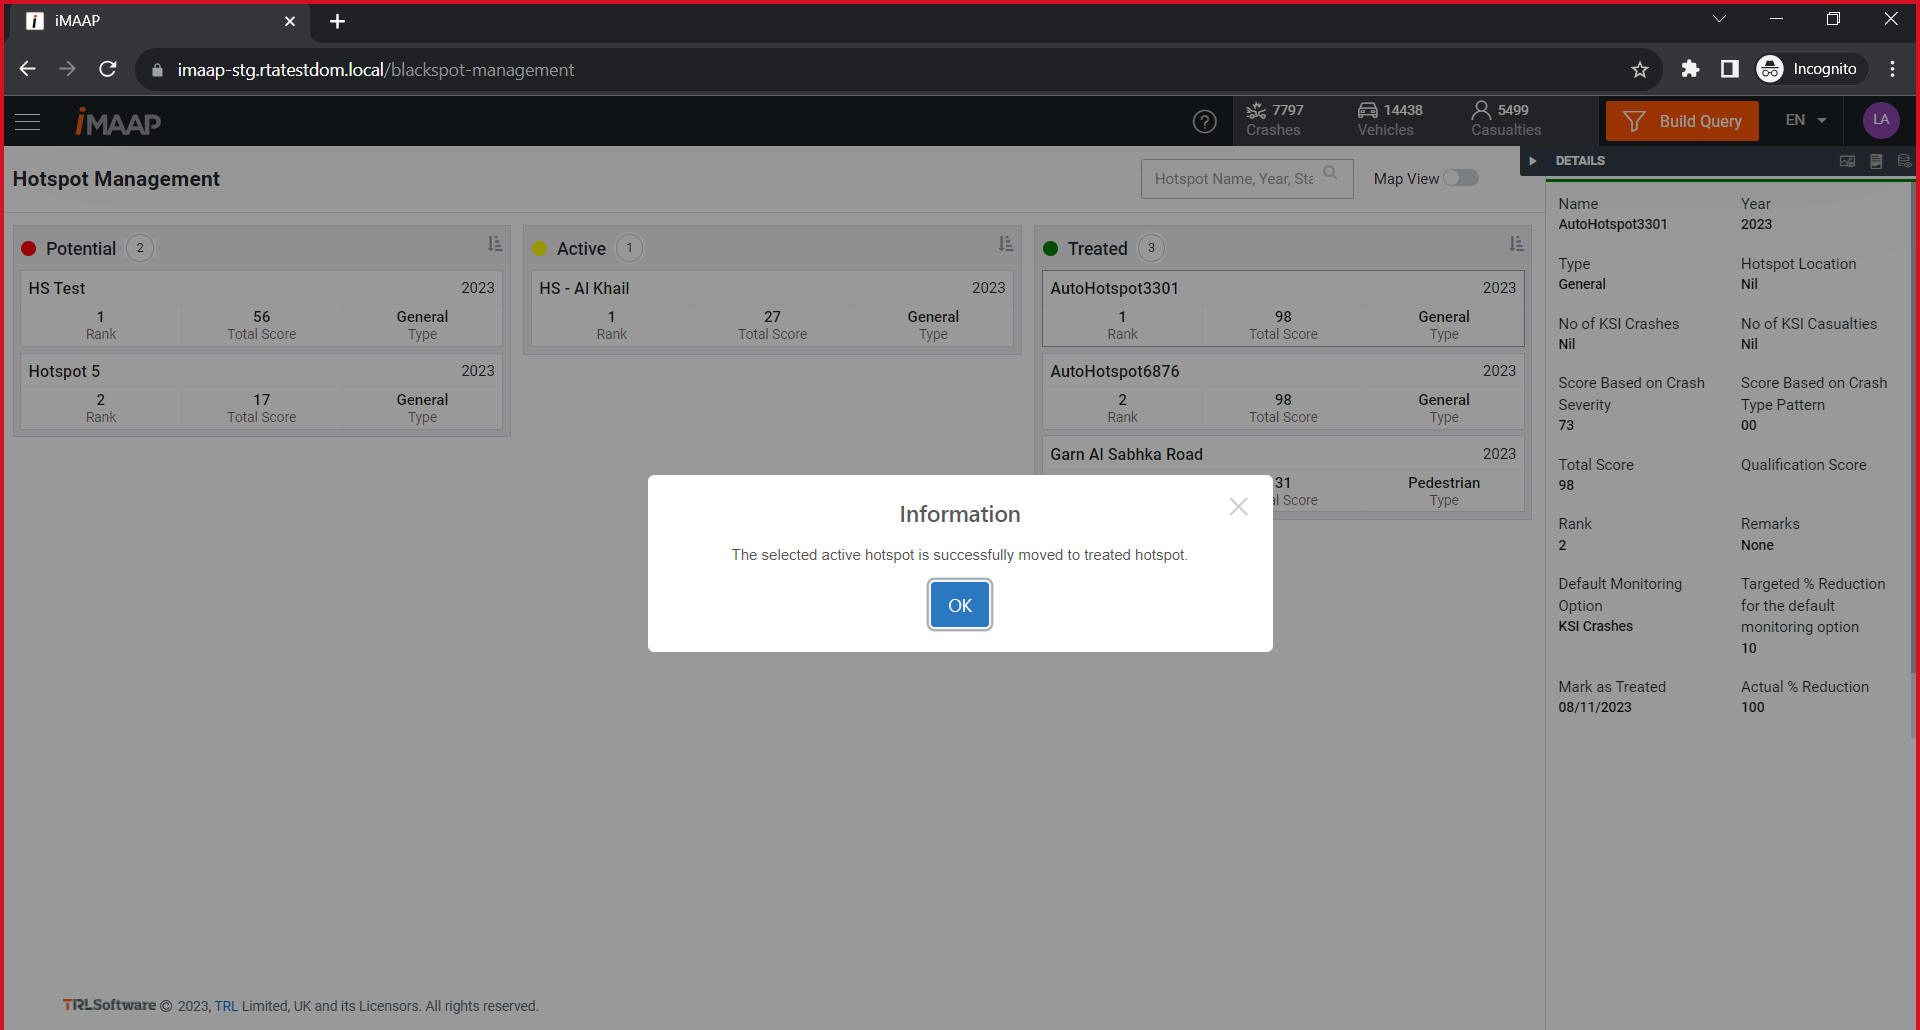 iMAAP
imaap-stg.rtatestdom.local/blackspot-management
Incognito
iMAAP
?
7797
Crashes
14438
Vehicles
5499
Casualties
Build Query
EN
LA
Hotspot Management
Hotspot Name, Year, Sta
Map View
DETAILS
Potential 2
HS Test 2023
1 56 General
Rank Total Score Type
Hotspot 5 2023
2 17 General
Rank Total Score Type
Active 1
HS - Al Khail 2023
1 27 General
Rank Total Score Type
Treated 3
AutoHotspot3301 2023
1 98 General
Rank Total Score Type
AutoHotspot6876 2023
2 98 General
Rank Total Score Type
Garn Al Sabhka Road 2023
31 Pedestrian
al Score Type
Information
The selected active hotspot is successfully moved to treated hotspot.
OK
Name Year
AutoHotspot3301 2023
Type Hotspot Location
General Nil
No of KSI Crashes No of KSI Casualties
Nil Nil
Score Based on Crash Score Based on Crash
Severity Type Pattern
73 00
Total Score Qualification Score
98
Rank Remarks
2 None
Default Monitoring Targeted % Reduction
Option for the default
KSI Crashes monitoring option
10
Mark as Treated Actual % Reduction
08/11/2023 100
TRLSoftware © 2023, TRL Limited, UK and its Licensors. All rights reserved.